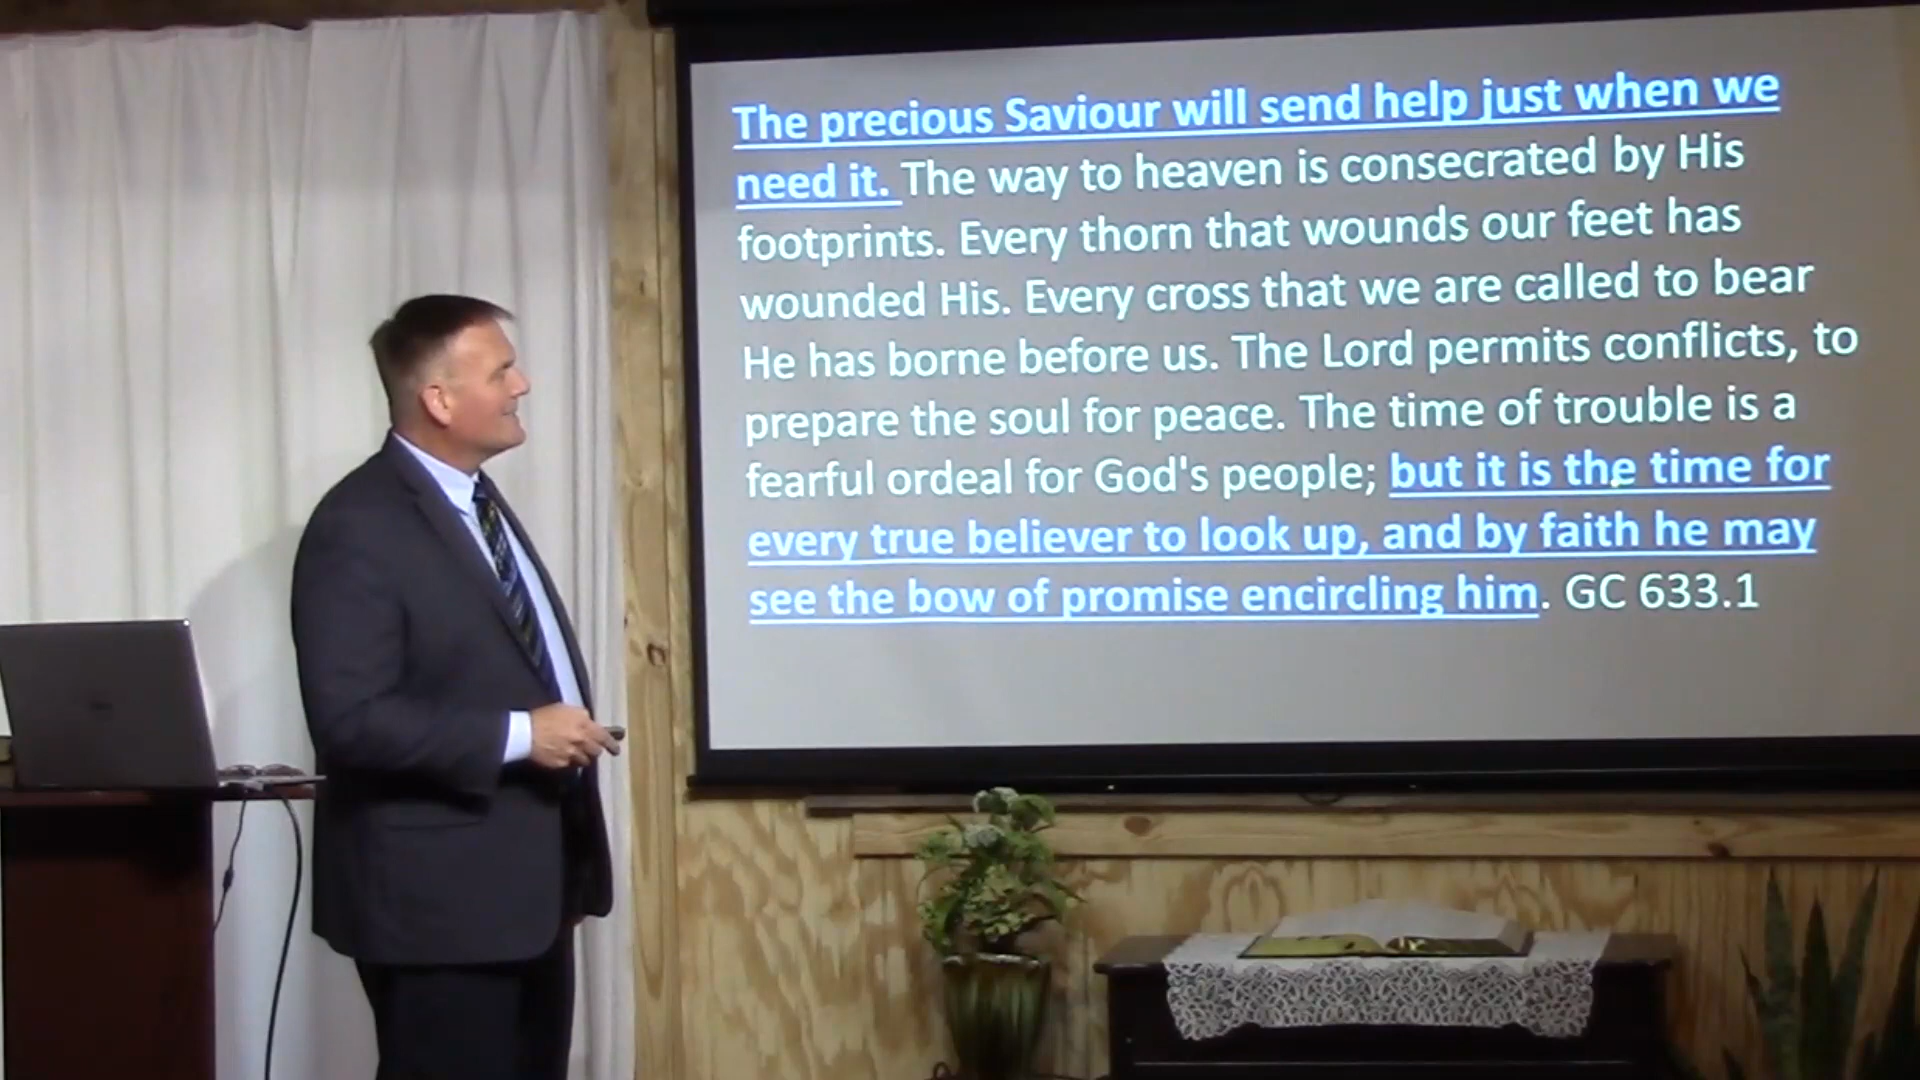 The precious Saviour will send help just when we
need it. The way to heaven is consecrated by His
footprints. Every thorn that wounds our feet has
wounded His. Every cross that we are called to bear
He has borne before us. The Lord permits conflicts, to
prepare the soul for peace. The time of trouble is a
fearful ordeal for God's people; but it is the time for
every true believer to look up, and by faith he may
see the bow of promise encircling him. GC 633.1